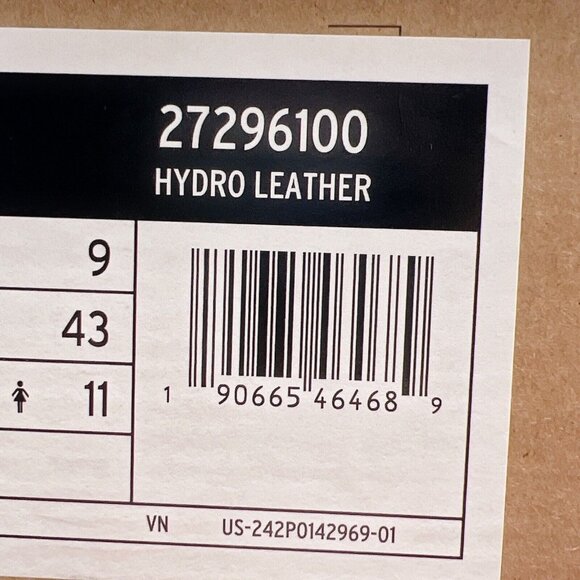 27296100
HYDRO LEATHER
9
43
11
1 90665 46468 9
VN US-242P0142969-01